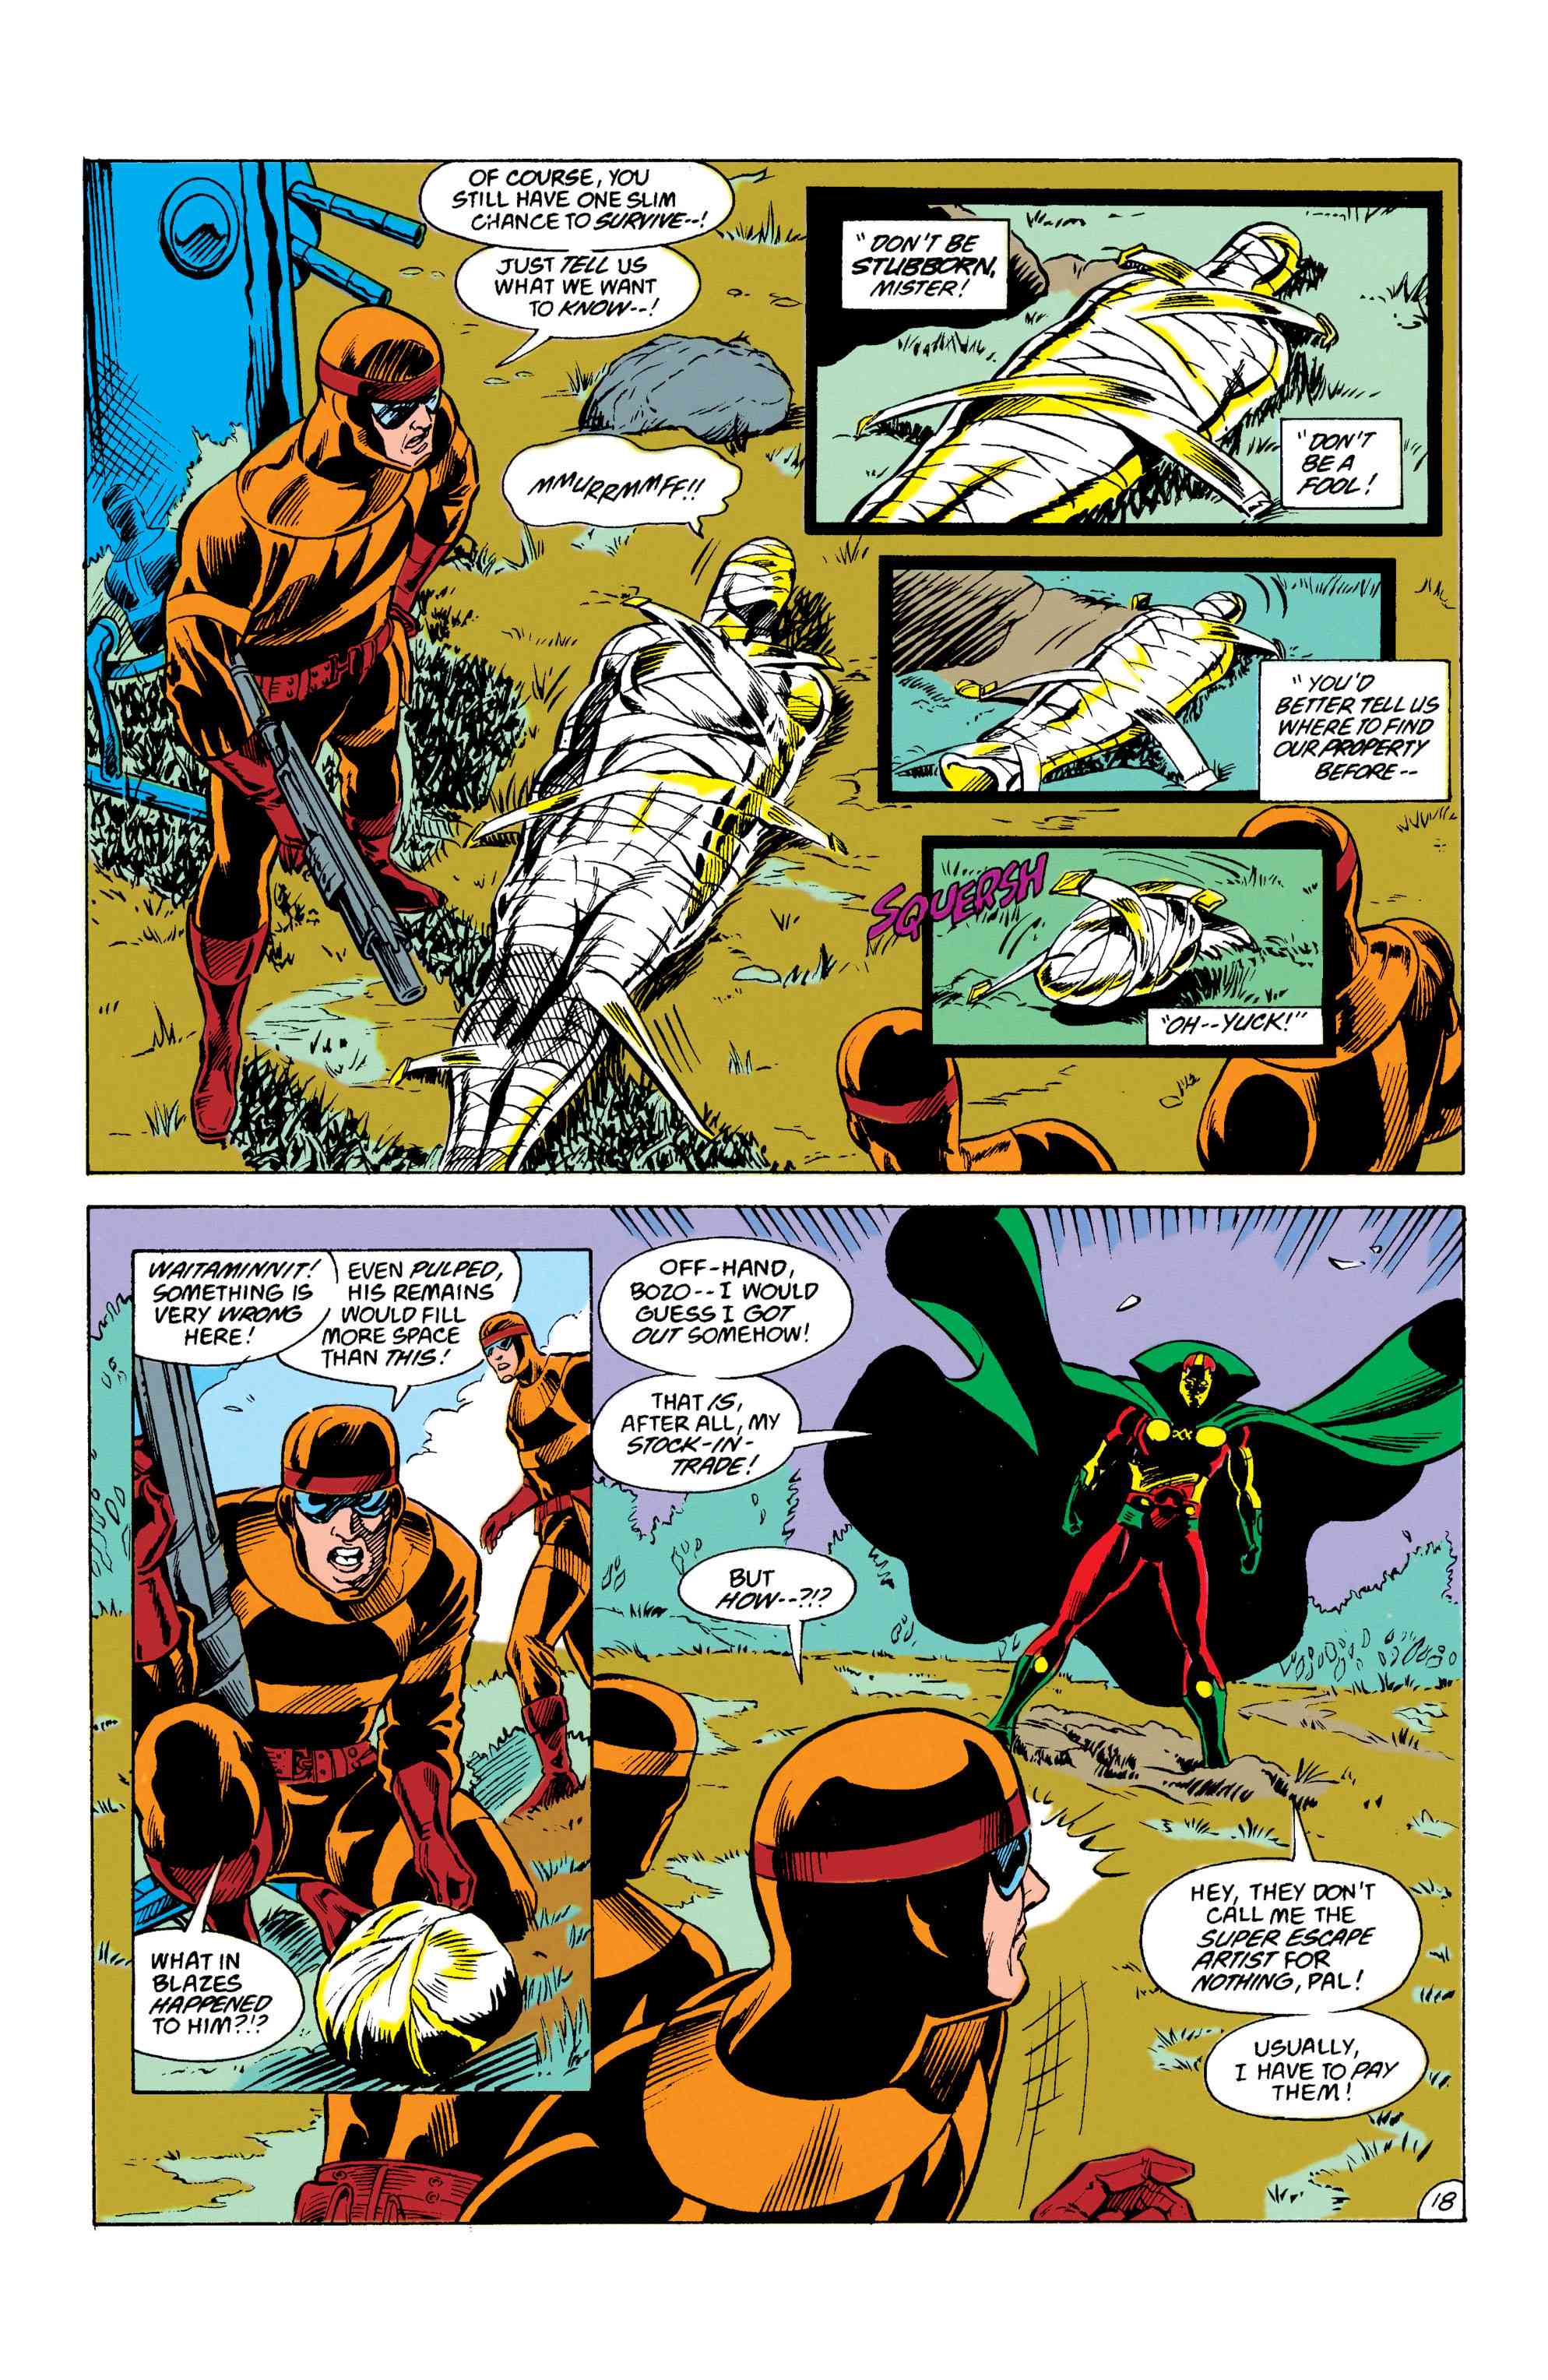 OF COURSE, YOU
STILL HAVE ONE SLIM
CHANCE TO SURVIVE--!
JUST TELL US
WHAT WE WANT
TO KNOW--!
MMURRMMMFF!!
"DON'T BE
STUBBORN,
MISTER!
"DON'T
BE A
FOOL!
"YOU'D
BETTER TELL US
WHERE TO FIND
OUR PROPERTY
BEFORE--
SQUERSH
"OH--YUCK!"
WAITAMINNIT!
SOMETHING IS
VERY WRONG
HERE!
EVEN PULPED,
HIS REMAINS
WOULD FILL
MORE SPACE
THAN THIS!
WHAT IN
BLAZES
HAPPENED
TO HIM?!?
OFF-HAND,
BOZO--I WOULD
GUESS I GOT
OUT SOMEHOW!
THAT IS,
AFTER ALL, MY
STOCK-IN-
TRADE!
BUT
HOW--?!?
HEY, THEY DON'T
CALL ME THE
SUPER ESCAPE
ARTIST FOR
NOTHING, PAL!
USUALLY,
I HAVE TO PAY
THEM!
18